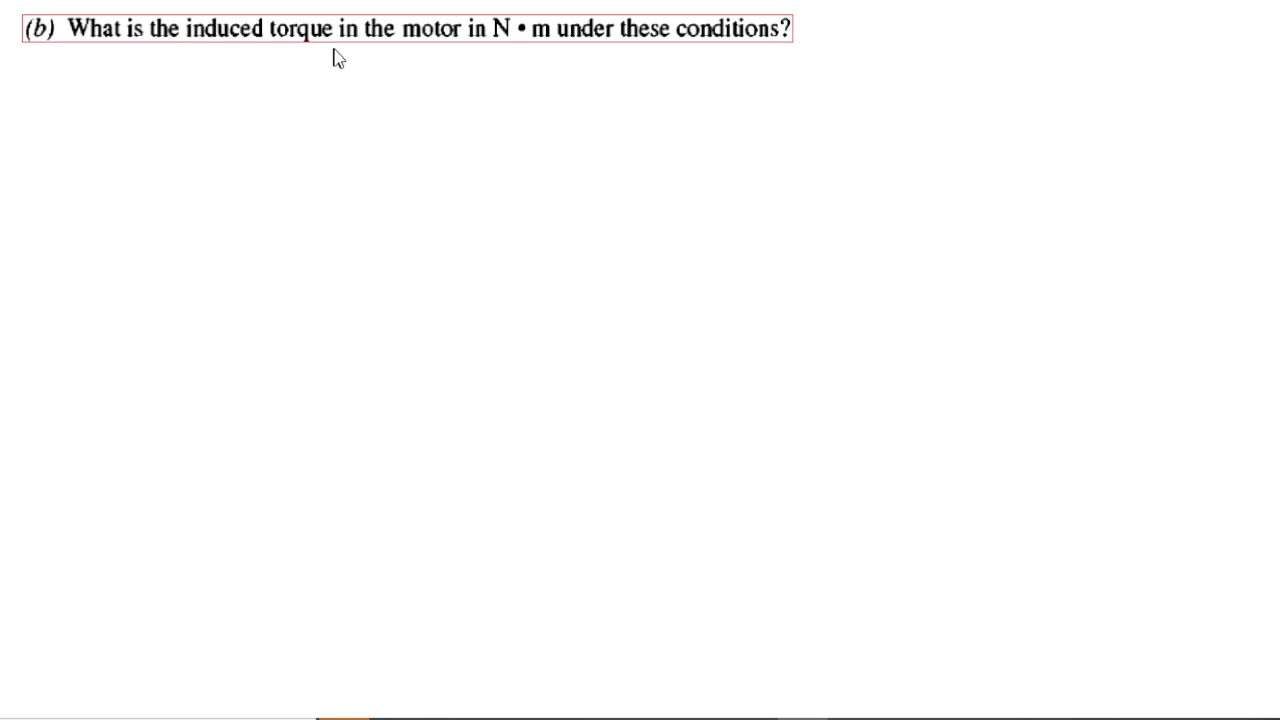 (b) What is the induced torque in the motor in N • m under these conditions?